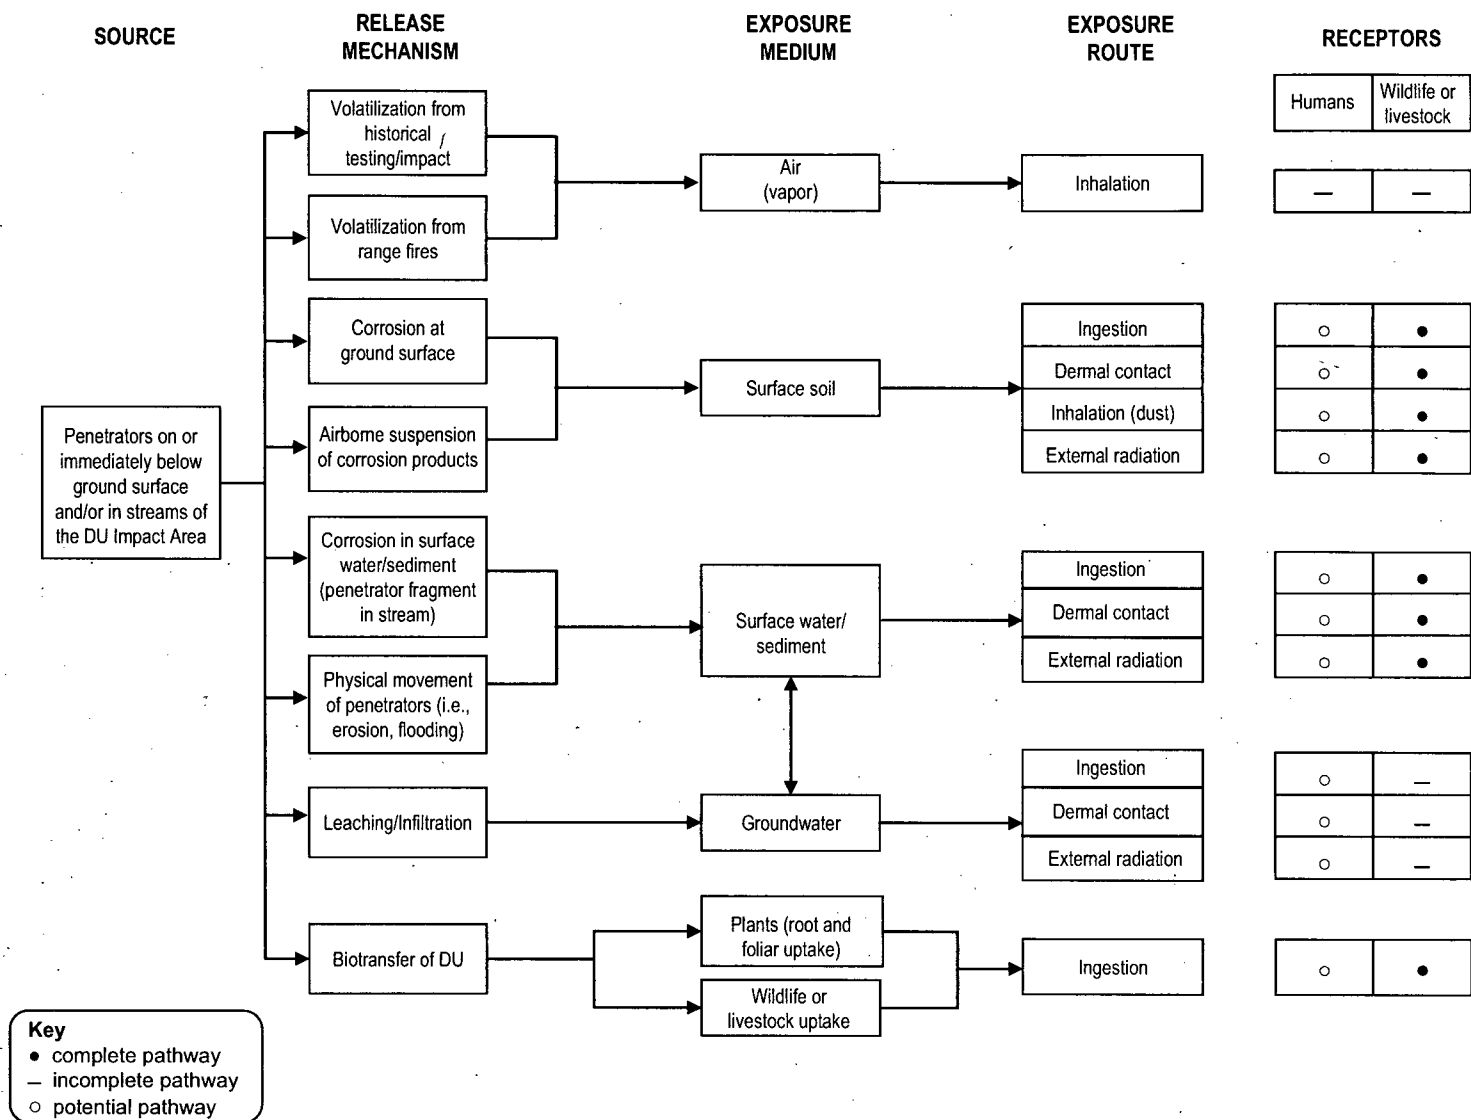 SOURCE
RELEASE
MECHANISM
EXPOSURE
MEDIUM
EXPOSURE
ROUTE
RECEPTORS
Humans
Wildlife or
livestock
Volatilization from
historical
testing/impact
Air
(vapor)
Inhalation
–
–
Volatilization from
range fires
Corrosion at
ground surface
Airborne suspension
of corrosion products
Surface soil
Ingestion
○ ●
Dermal contact
○ ●
Inhalation (dust)
○ ●
External radiation
○ ●
Penetrators on or
immediately below
ground surface
and/or in streams of
the DU Impact Area
Corrosion in surface
water/sediment
(penetrator fragment
in stream)
Physical movement
of penetrators (i.e.,
erosion, flooding)
Surface water/
sediment
Ingestion
○ ●
Dermal contact
○ ●
External radiation
○ ●
Leaching/Infiltration
Groundwater
Ingestion
○ –
Dermal contact
○ –
External radiation
○ –
Biotransfer of DU
Plants (root and
foliar uptake)
Wildlife or
livestock uptake
Ingestion
○ ●
Key
● complete pathway
– incomplete pathway
○ potential pathway